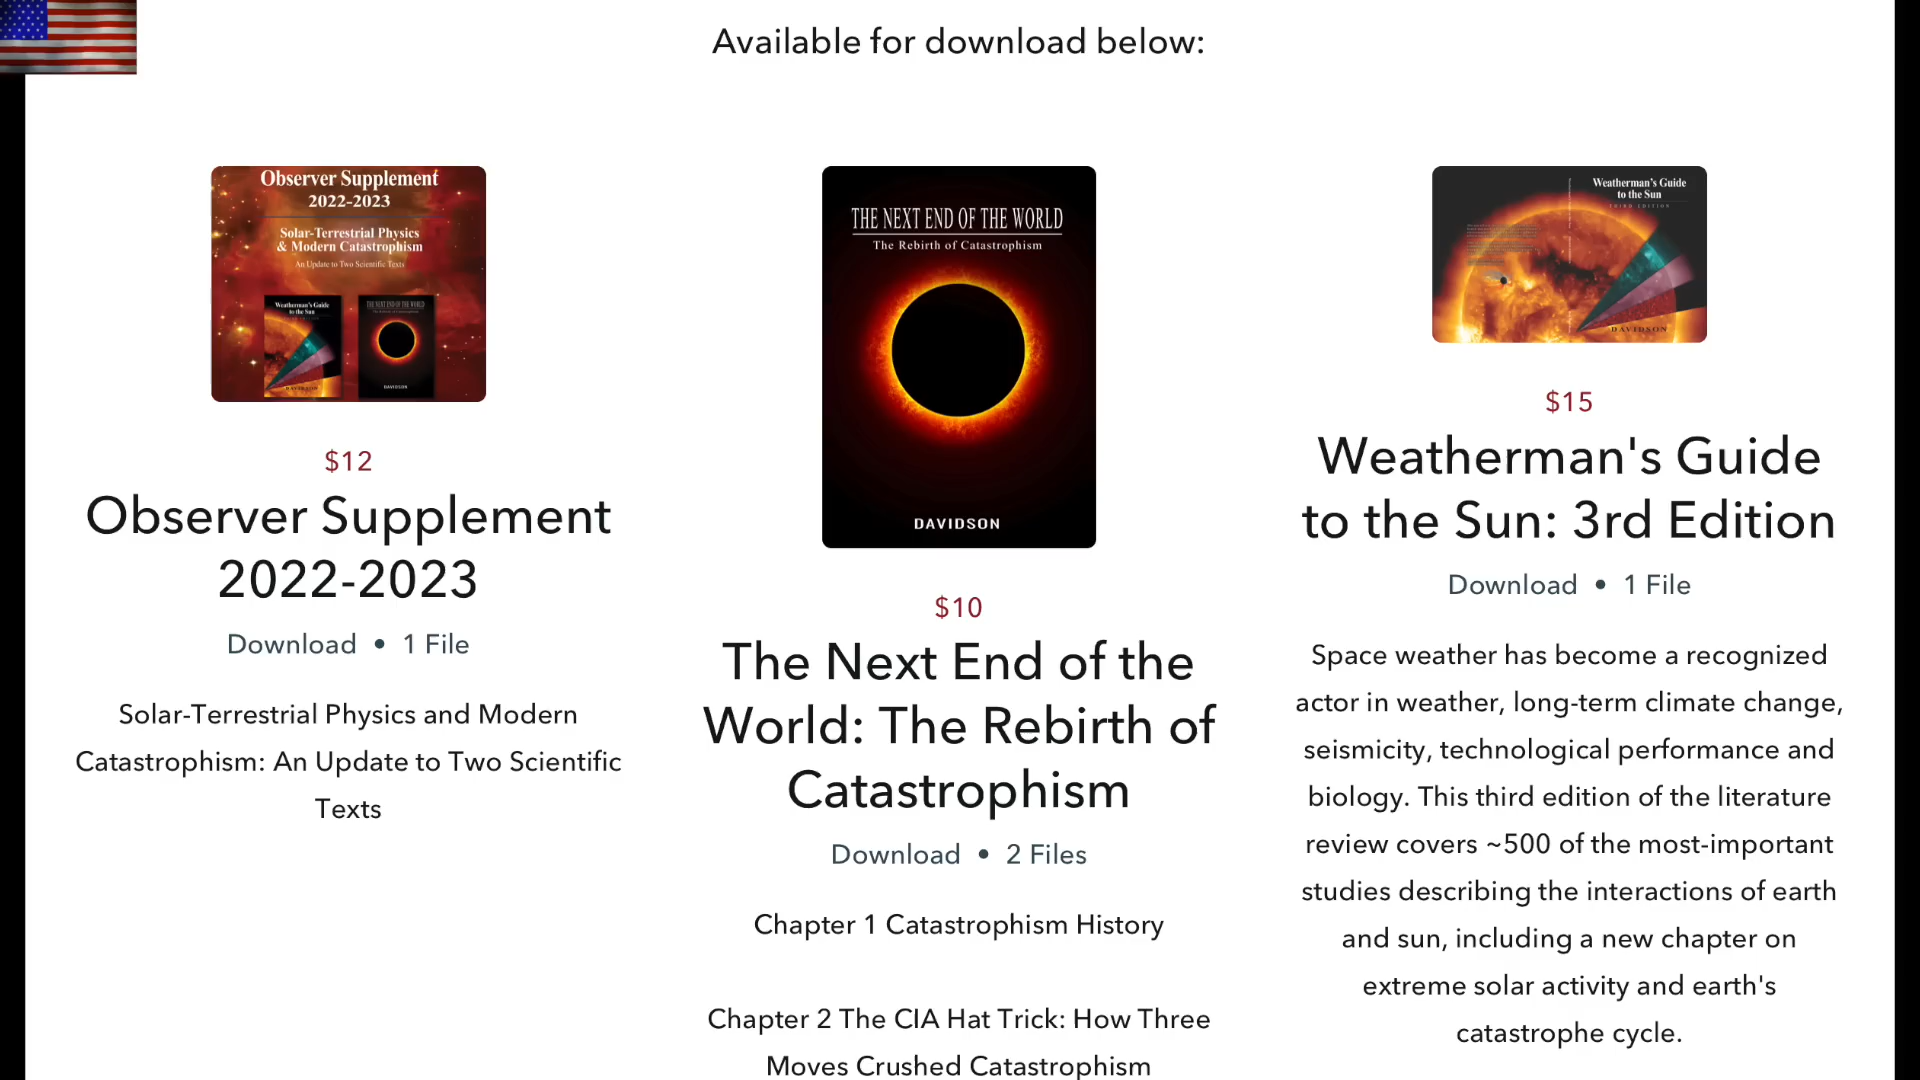 Available for download below:
Observer Supplement
2022-2023
Solar-Terrestrial Physics
& Modern Catastrophism
An Update to Two Scientific Texts
Weatherman's Guide
to the Sun
THE NEXT END OF THE WORLD
DAVIDSON
$12
Observer Supplement
2022-2023
Download • 1 File
Solar-Terrestrial Physics and Modern
Catastrophism: An Update to Two Scientific
Texts
THE NEXT END OF THE WORLD
The Rebirth of Catastrophism
DAVIDSON
$10
The Next End of the
World: The Rebirth of
Catastrophism
Download • 2 Files
Chapter 1 Catastrophism History
Chapter 2 The CIA Hat Trick: How Three
Moves Crushed Catastrophism
Weatherman's Guide
to the Sun
THIRD EDITION
DAVIDSON
$15
Weatherman's Guide
to the Sun: 3rd Edition
Download • 1 File
Space weather has become a recognized
actor in weather, long-term climate change,
seismicity, technological performance and
biology. This third edition of the literature
review covers ~500 of the most-important
studies describing the interactions of earth
and sun, including a new chapter on
extreme solar activity and earth's
catastrophe cycle.